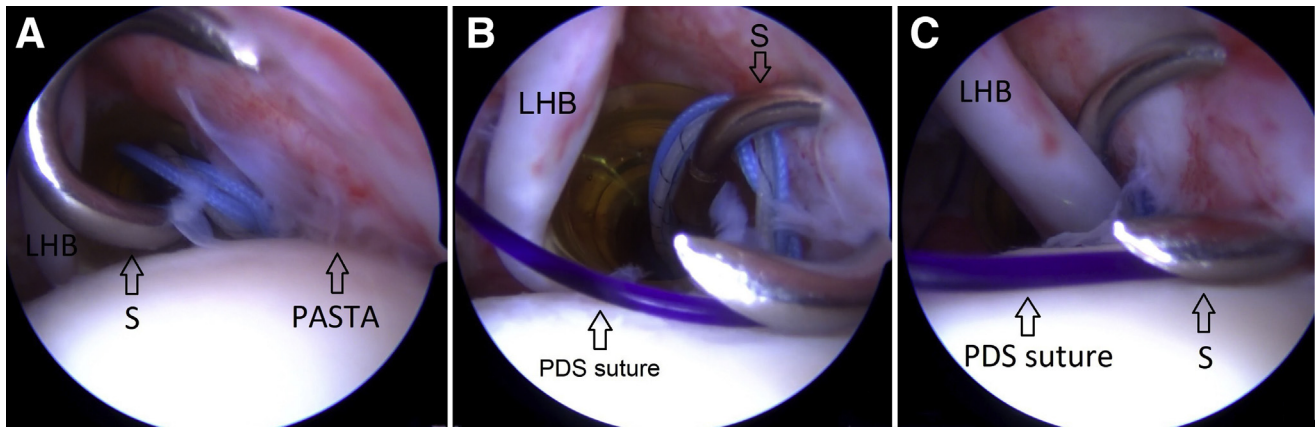 A
LHB
S
PASTA
B
S
LHB
PDS suture
C
LHB
PDS suture
S